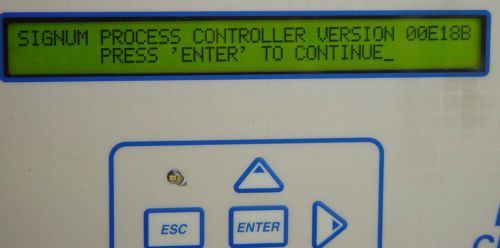 SIGNUM PROCESS CONTROLLER VERSION 00E18B
PRESS 'ENTER' TO CONTINUE_
ESC
ENTER